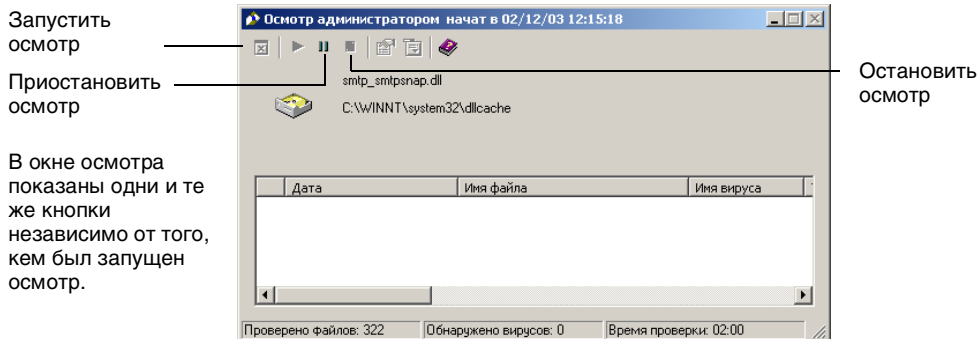 Запустить
осмотр
Приостановить
осмотр
В окне осмотра
показаны одни и те
же кнопки
независимо от того,
кем был запущен
осмотр.
Осмотр администратором начат в 02/12/03 12:15:18
smtp_smtpsnap.dll
C:\WINNT\system32\dllcache
Дата Имя файла Имя вируса
Проверено файлов: 322 Обнаружено вирусов: 0 Время проверки: 02:00
Остановить
осмотр